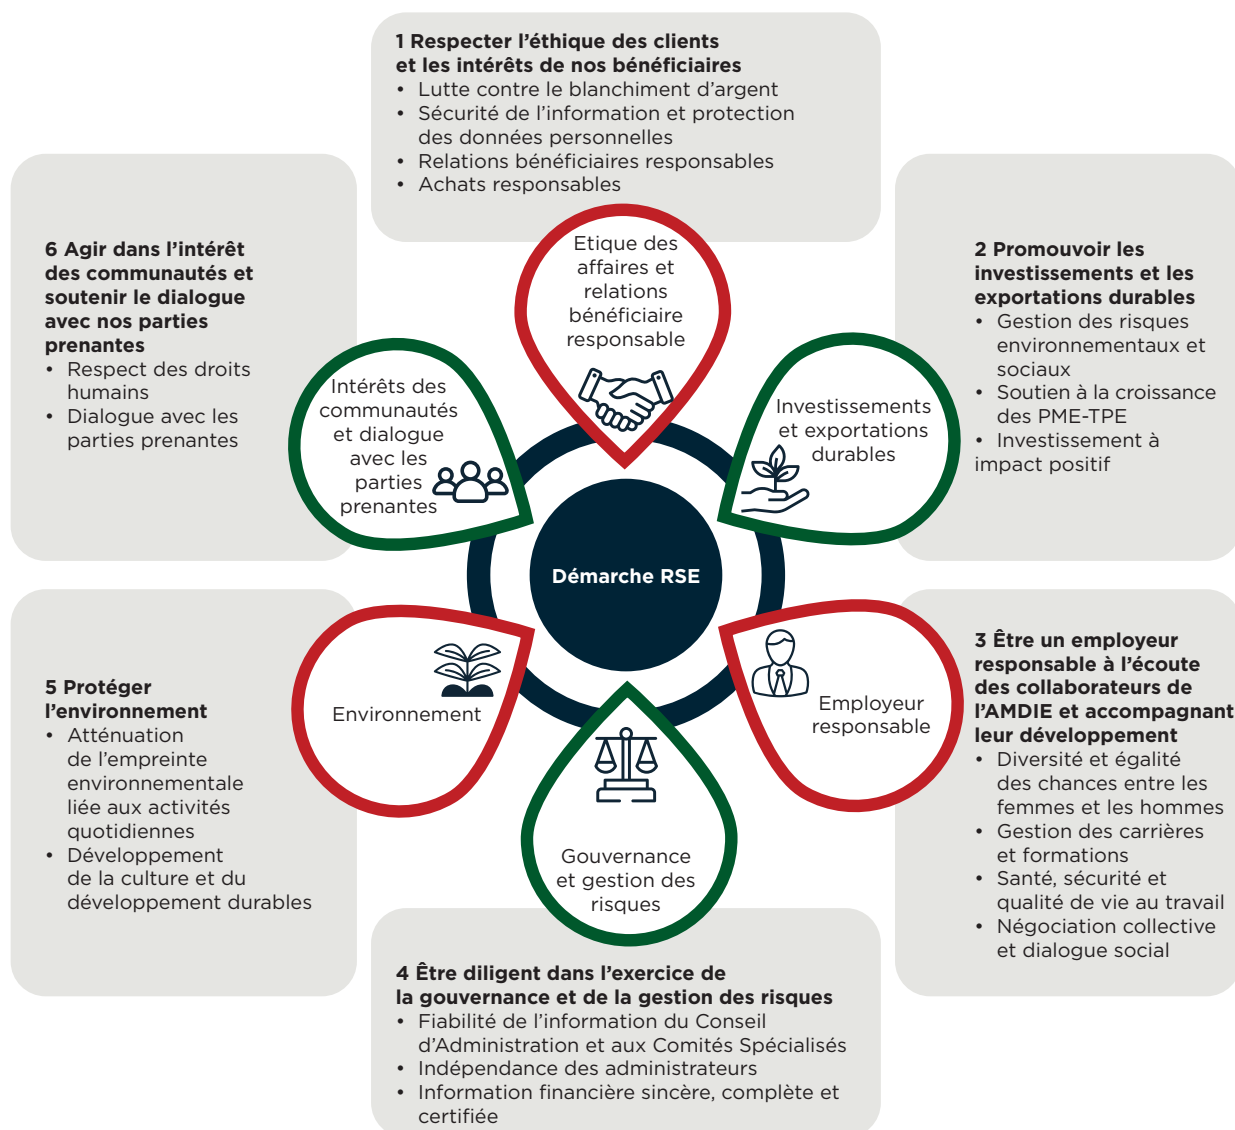 1 Respecter l’éthique des clients
et les intérêts de nos bénéficiaires
• Lutte contre le blanchiment d’argent
• Sécurité de l’information et protection
des données personnelles
• Relations bénéficiaires responsables
• Achats responsables
Etique des
affaires et
relations
bénéficiaire
responsable
2 Promouvoir les
investissements et les
exportations durables
• Gestion des risques
environnementaux et
sociaux
• Soutien à la croissance
des PME-TPE
• Investissement à
impact positif
Investissements
et exportations
durables
3 Être un employeur
responsable à l’écoute
des collaborateurs de
l’AMDIE et accompagnant
leur développement
• Diversité et égalité
des chances entre les
femmes et les hommes
• Gestion des carrières
et formations
• Santé, sécurité et
qualité de vie au travail
• Négociation collective
et dialogue social
Employeur
responsable
Gouvernance
et gestion des
risques
4 Être diligent dans l’exercice de
la gouvernance et de la gestion des risques
• Fiabilité de l’information du Conseil
d’Administration et aux Comités Spécialisés
• Indépendance des administrateurs
• Information financière sincère, complète et
certifiée
5 Protéger
l’environnement
• Atténuation
de l’empreinte
environnementale
liée aux activités
quotidiennes
• Développement
de la culture et du
développement durables
Environnement
6 Agir dans l’intérêt
des communautés et
soutenir le dialogue
avec nos parties
prenantes
• Respect des droits
humains
• Dialogue avec les
parties prenantes
Intérêts des
communautés
et dialogue
avec les
parties
prenantes
Démarche RSE